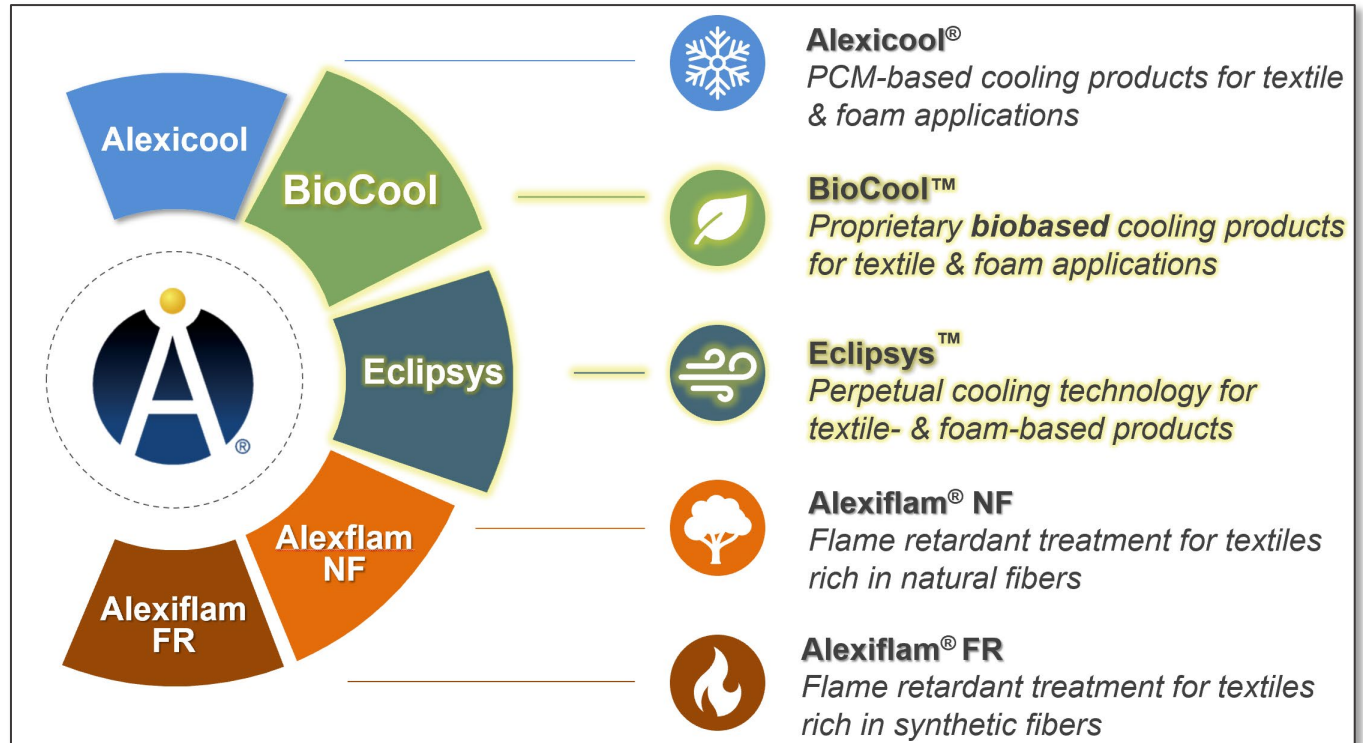 Alexicool
BioCool
Eclipsys
Alexflam
NF
Alexiflam
FR
A
®
Alexicool®
PCM-based cooling products for textile
& foam applications
BioCool™
Proprietary biobased cooling products
for textile & foam applications
Eclipsys™
Perpetual cooling technology for
textile- & foam-based products
Alexiflam® NF
Flame retardant treatment for textiles
rich in natural fibers
Alexiflam® FR
Flame retardant treatment for textiles
rich in synthetic fibers